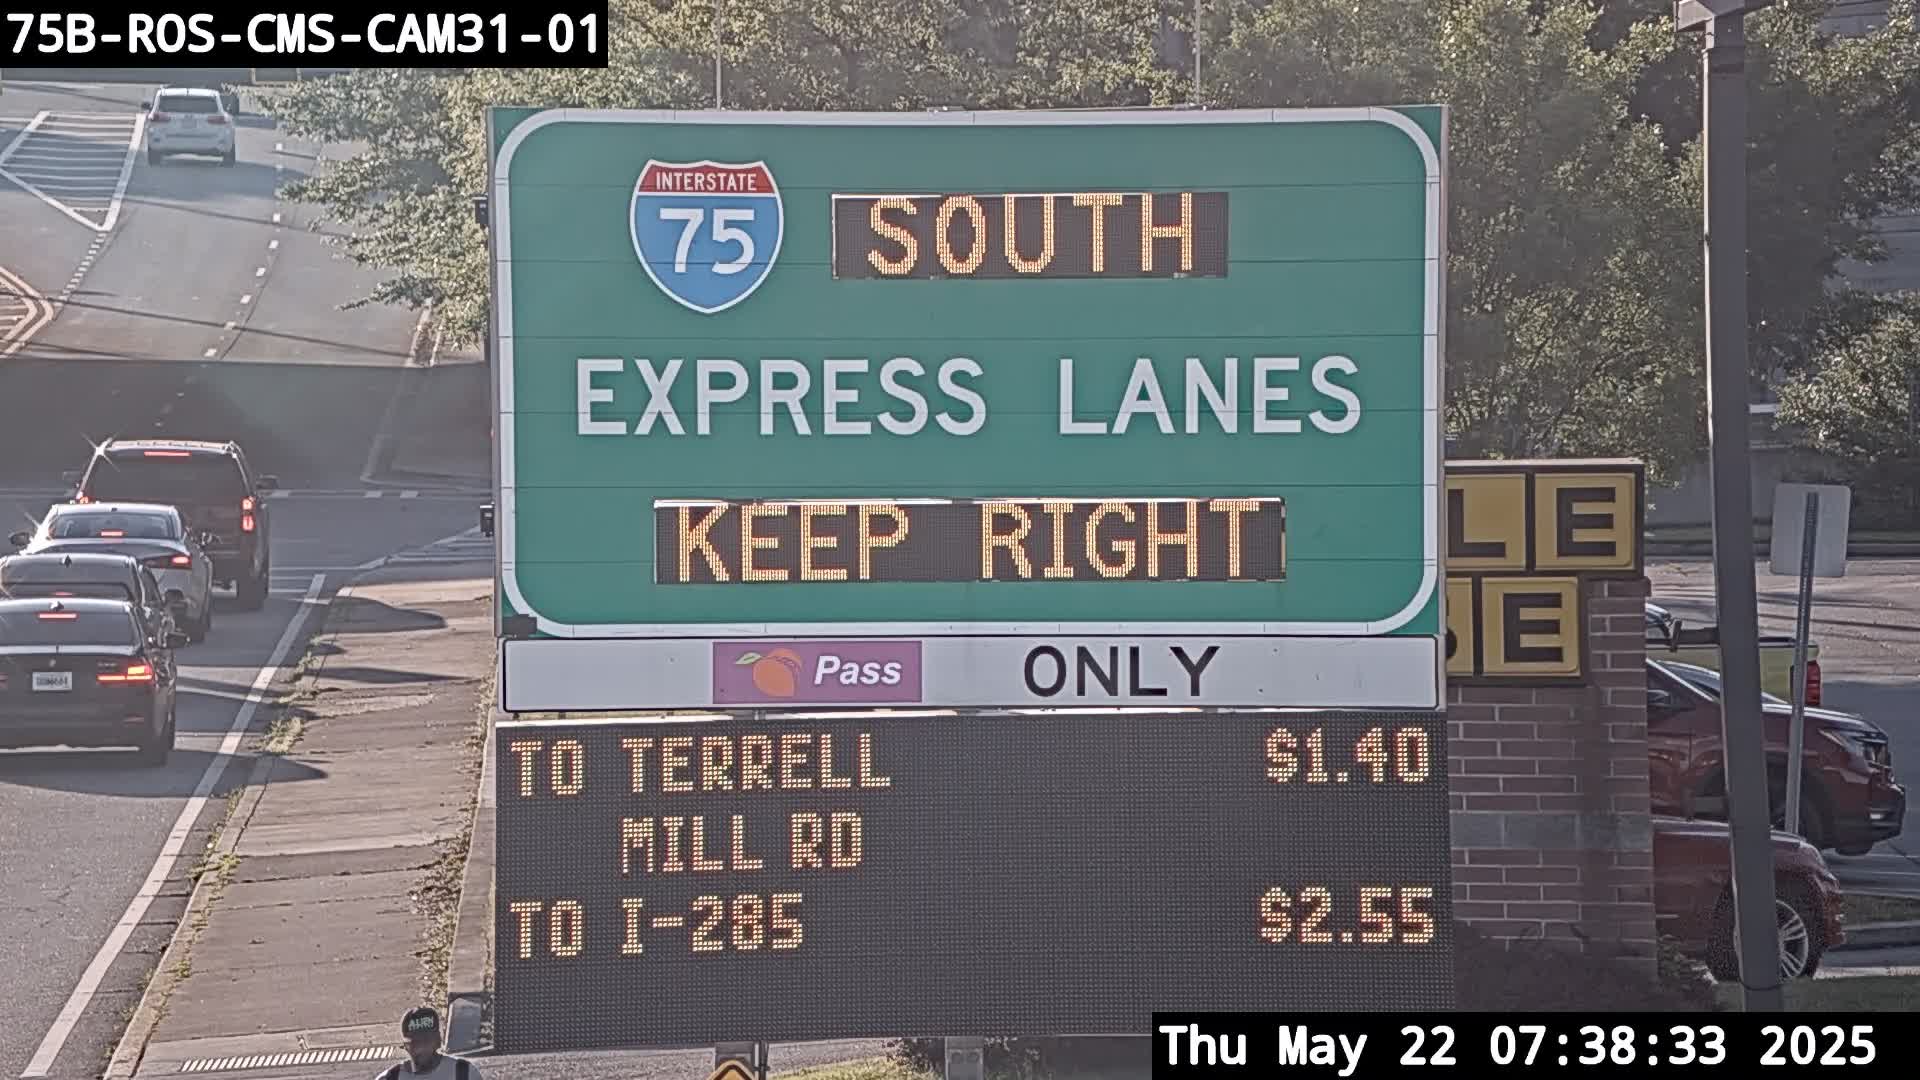 75B-ROS-CMS-CAM31-01
INTERSTATE
75
SOUTH
EXPRESS LANES
KEEP RIGHT
Pass ONLY
TO TERRELL $1.40
MILL RD
TO I-285 $2.55
LE
E
Thu May 22 07:38:33 2025